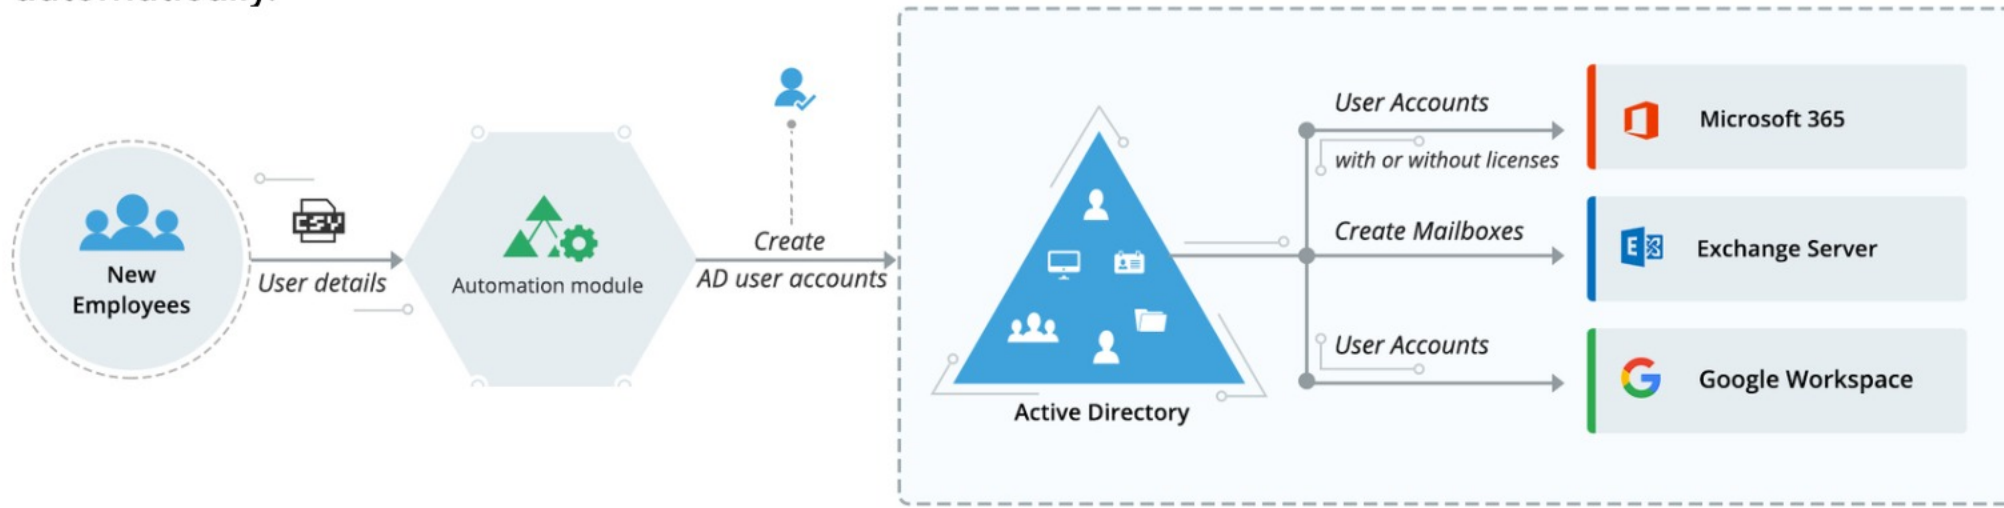 New
Employees
CSV
User details
Automation module
Create
AD user accounts
Active Directory
User Accounts
with or without licenses
Create Mailboxes
User Accounts
Microsoft 365
E
Exchange Server
G
Google Workspace